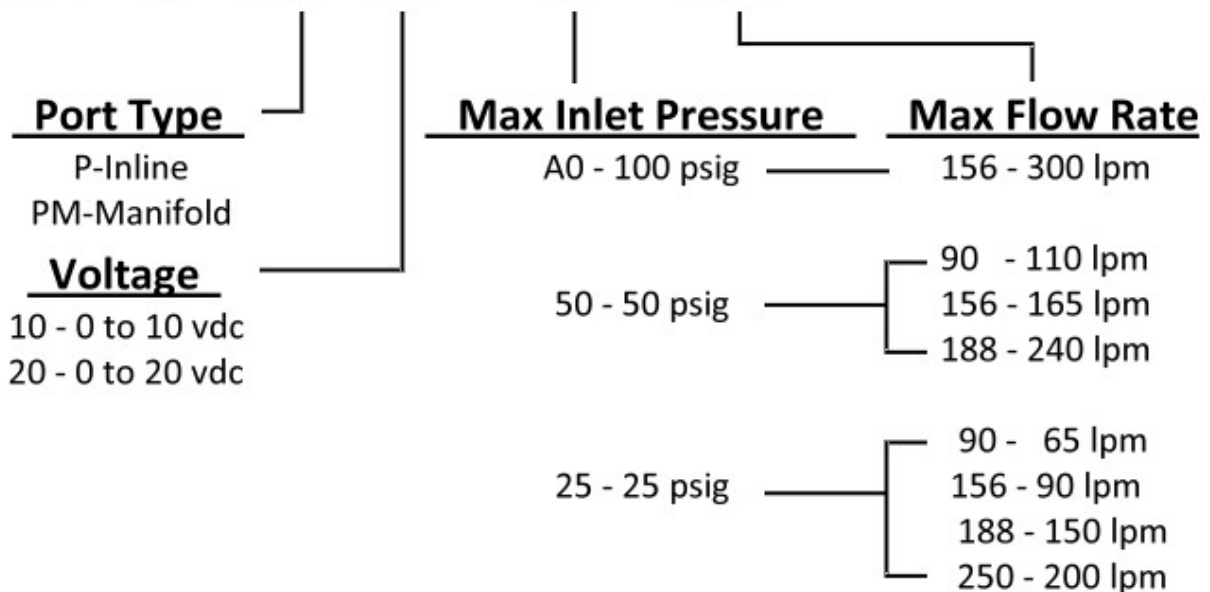 Port Type
P-Inline
PM-Manifold
Voltage
10 - 0 to 10 vdc
20 - 0 to 20 vdc
Max Inlet Pressure
A0 - 100 psig
50 - 50 psig
25 - 25 psig
Max Flow Rate
156 - 300 lpm
90 - 110 lpm
156 - 165 lpm
188 - 240 lpm
90 - 65 lpm
156 - 90 lpm
188 - 150 lpm
250 - 200 lpm